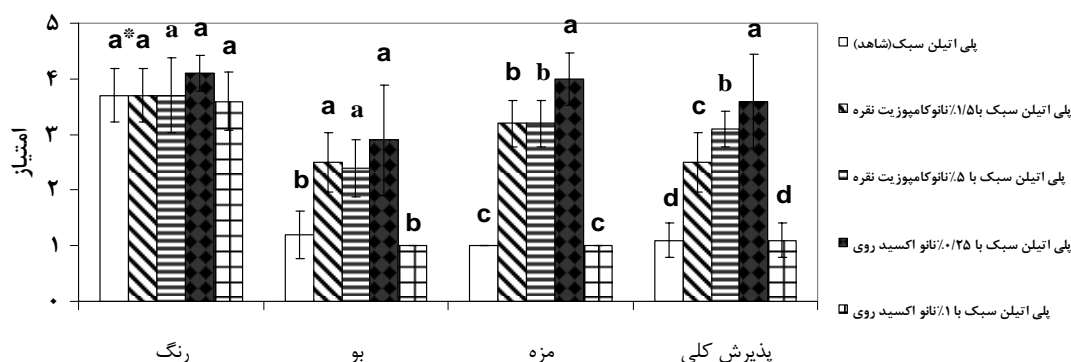 امتیاز
۵
۴
۳
۲
۱
۰
a*a a a a
b a a a b
c b b a c
d c b a d
رنگ
بو
مزه
پذیرش کلی
پلی اتیلن سبک(شاهد)
پلی اتیلن سبک با۱/۵٪نانوکامپوزیت نقره
پلی اتیلن سبک با ۵٪نانوکامپوزیت نقره
پلی اتیلن سبک با ۰/۲۵٪نانو اکسید روی
پلی اتیلن سبک با ۱٪نانو اکسید روی